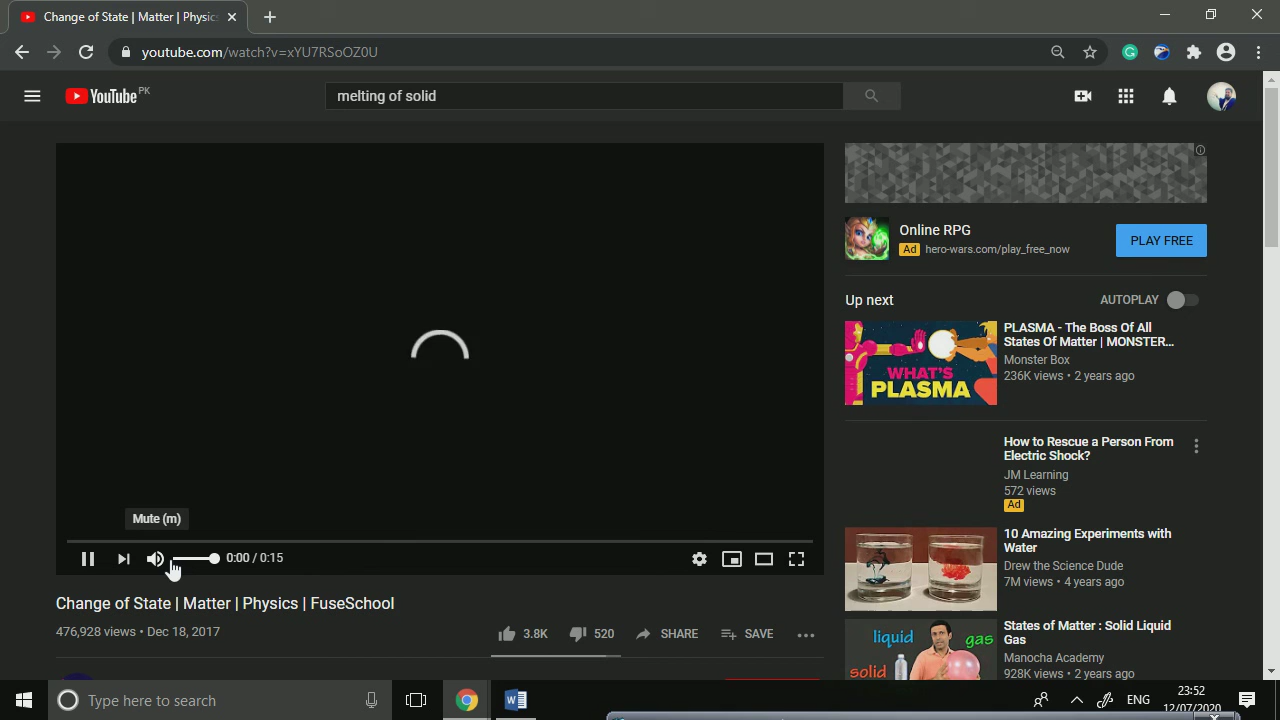 Change of State | Matter | Physics
youtube.com/watch?v=xYU7RSoOZ0U
YouTube PK
melting of solid
Online RPG
Ad hero-wars.com/play_free_now
PLAY FREE
Up next
AUTOPLAY
WHAT'S
PLASMA
PLASMA - The Boss Of All
States Of Matter | MONSTER...
Monster Box
236K views • 2 years ago
How to Rescue a Person From
Electric Shock?
JM Learning
572 views
Ad
10 Amazing Experiments with
Water
Drew the Science Dude
7M views • 4 years ago
liquid
gas
solid
States of Matter : Solid Liquid
Gas
Manocha Academy
928K views • 2 years ago
Mute (m)
0:00 / 0:15
Change of State | Matter | Physics | FuseSchool
476,928 views • Dec 18, 2017
3.8K
520
SHARE
SAVE
Type here to search
ENG
23:52
12/07/2020